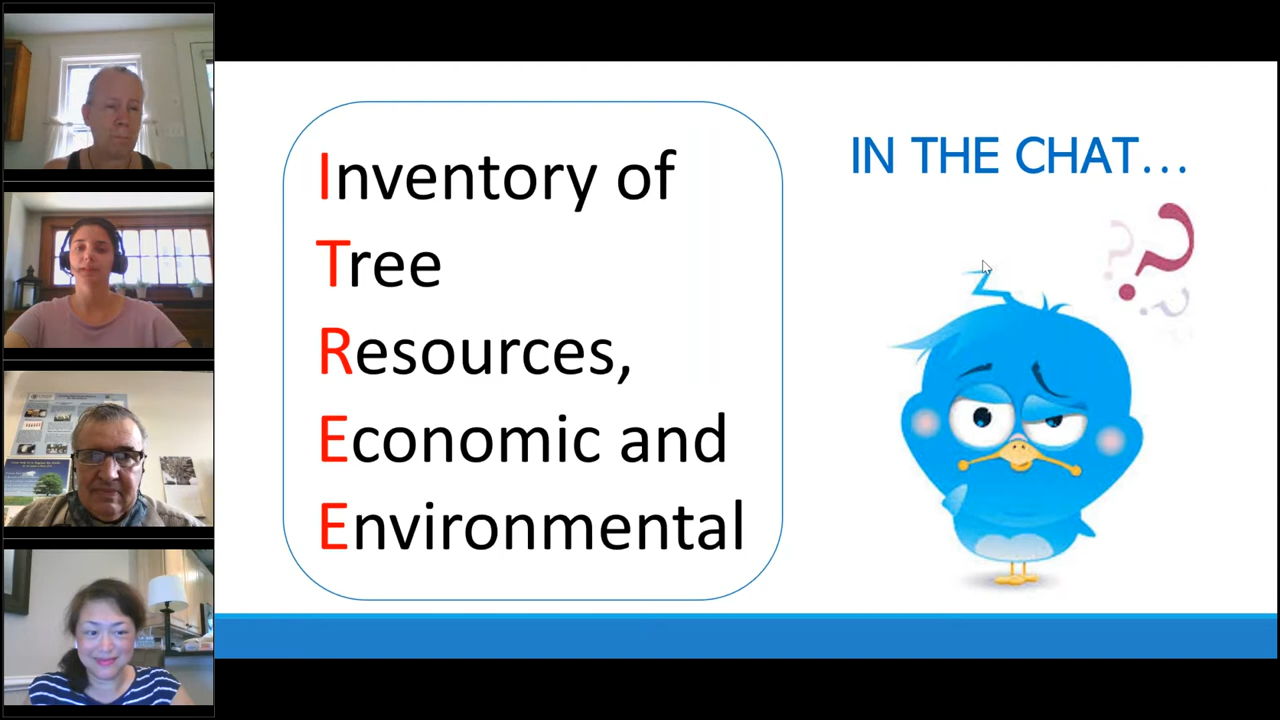 Inventory of
Tree
Resources,
Economic and
Environmental
IN THE CHAT...